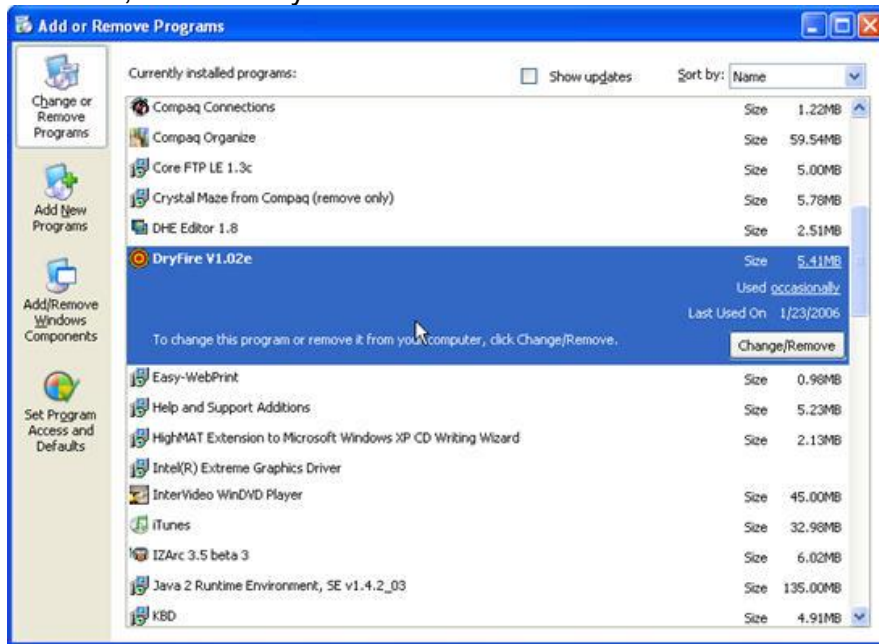 Add or Remove Programs
Change or
Remove
Programs
Add New
Programs
Add/Remove
Windows
Components
Set Program
Access and
Defaults
Currently installed programs: Show updates Sort by: Name
Compaq Connections Size 1.22MB
Compaq Organize Size 59.54MB
Core FTP LE 1.3c Size 5.00MB
Crystal Maze from Compaq (remove only) Size 5.78MB
DHE Editor 1.8 Size 2.51MB
DryFire V1.02e Size 5.41MB
Used occasionally
Last Used On 1/23/2006
To change this program or remove it from your computer, click Change/Remove. Change/Remove
Easy-WebPrint Size 0.98MB
Help and Support Additions Size 5.23MB
HighMAT Extension to Microsoft Windows XP CD Writing Wizard Size 2.13MB
Intel(R) Extreme Graphics Driver
InterVideo WinDVD Player Size 45.00MB
iTunes Size 32.98MB
IZArc 3.5 beta 3 Size 6.02MB
Java 2 Runtime Environment, SE v1.4.2_03 Size 135.00MB
KBD Size 4.91MB